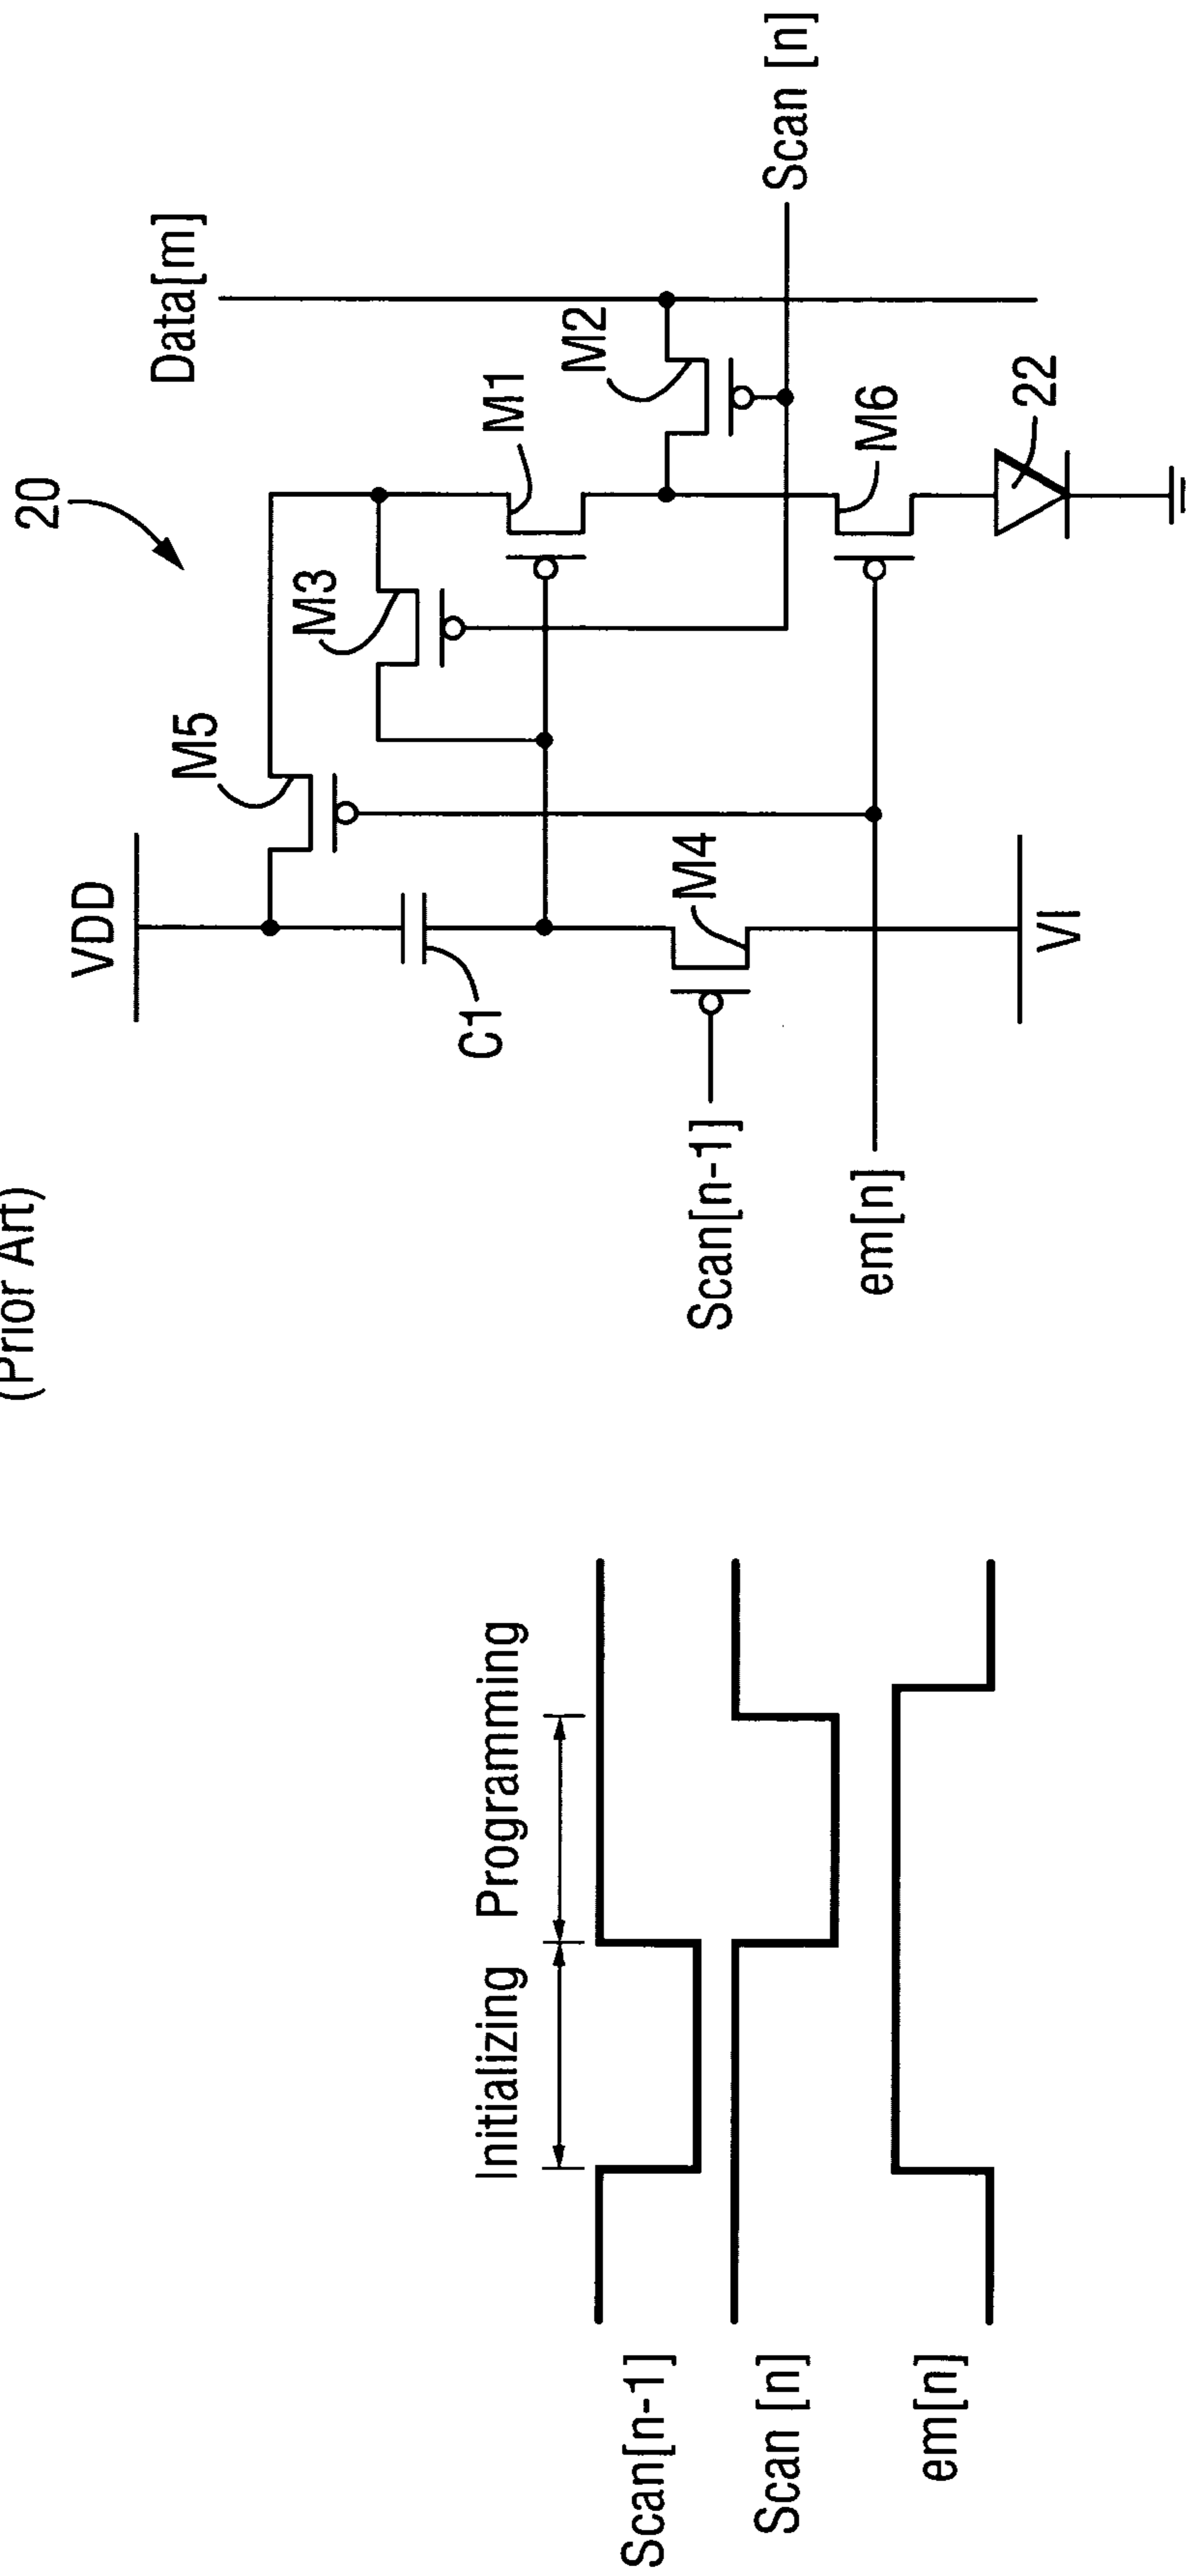 (Prior Art)
20
VDD
Data[m]
M5
M3
M1
M2
Scan [n]
C1
M4
M6
22
Scan[n-1]
em[n]
VI
Initializing
Programming
Scan[n-1]
Scan [n]
em[n]